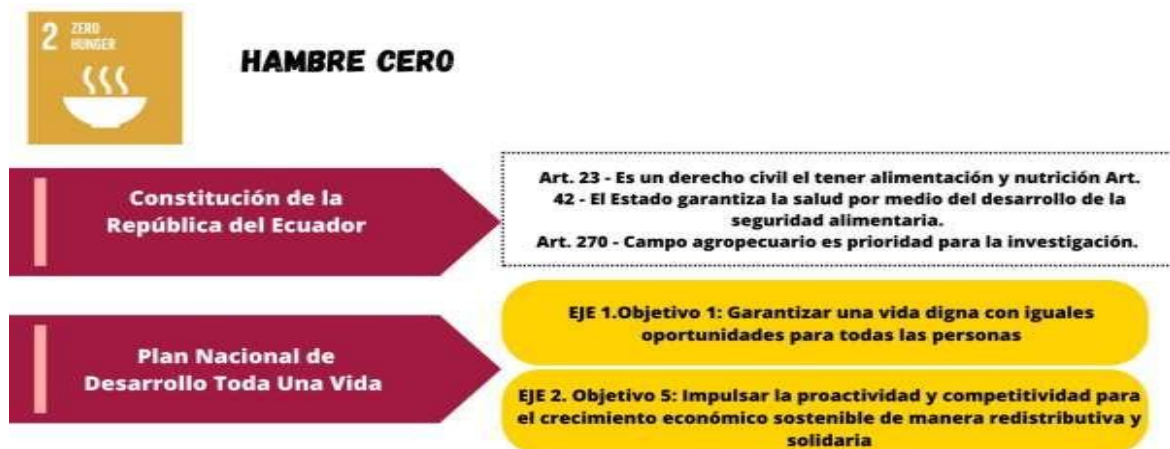 2 ZERO
HUNGER
HAMBRE CERO
Constitución de la
República del Ecuador
Art. 23 - Es un derecho civil el tener alimentación y nutrición Art.
42 - El Estado garantiza la salud por medio del desarrollo de la
seguridad alimentaria.
Art. 270 - Campo agropecuario es prioridad para la investigación.
Plan Nacional de
Desarrollo Toda Una Vida
EJE 1.Objetivo 1: Garantizar una vida digna con iguales
oportunidades para todas las personas
EJE 2. Objetivo 5: Impulsar la proactividad y competitividad para
el crecimiento económico sostenible de manera redistributiva y
solidaria